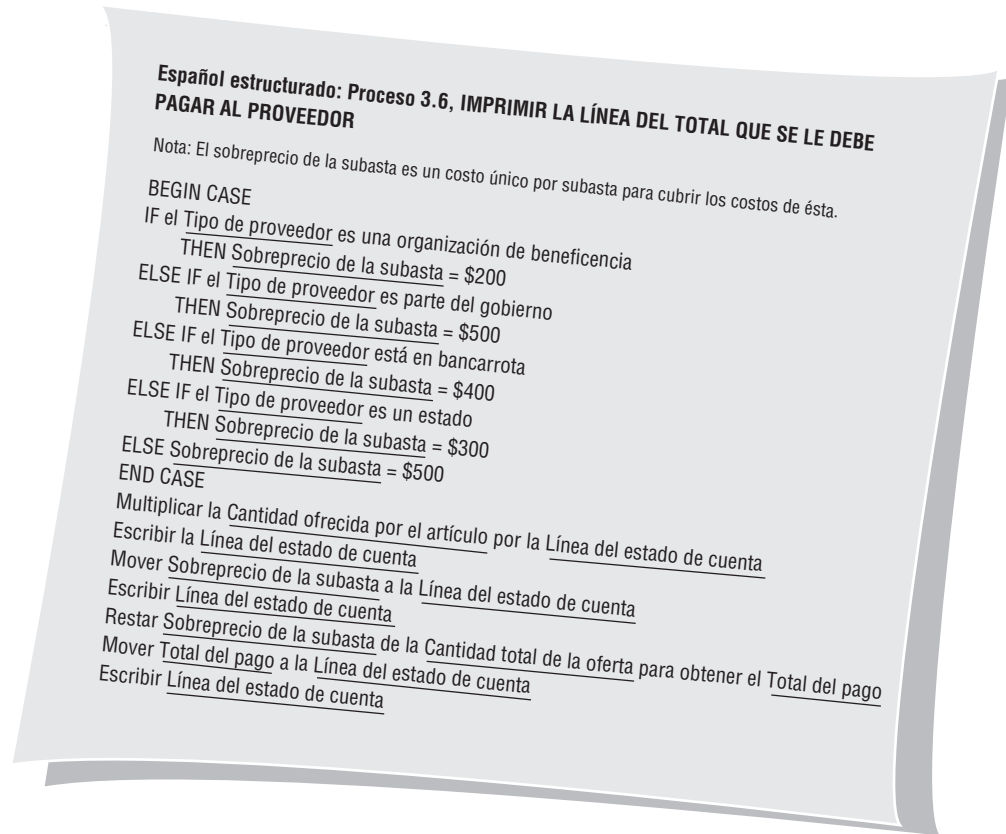 Español estructurado: Proceso 3.6, IMPRIMIR LA LÍNEA DEL TOTAL QUE SE LE DEBE
PAGAR AL PROVEEDOR
Nota: El sobreprecio de la subasta es un costo único por subasta para cubrir los costos de ésta.
BEGIN CASE
IF el Tipo de proveedor es una organización de beneficencia
THEN Sobreprecio de la subasta = $200
ELSE IF el Tipo de proveedor es parte del gobierno
THEN Sobreprecio de la subasta = $500
ELSE IF el Tipo de proveedor está en bancarrota
THEN Sobreprecio de la subasta = $400
ELSE IF el Tipo de proveedor es un estado
THEN Sobreprecio de la subasta = $300
ELSE Sobreprecio de la subasta = $500
END CASE
Multiplicar la Cantidad ofrecida por el artículo por la Línea del estado de cuenta
Escribir la Línea del estado de cuenta
Mover Sobreprecio de la subasta a la Línea del estado de cuenta
Escribir Línea del estado de cuenta
Restar Sobreprecio de la subasta de la Cantidad total de la oferta para obtener el Total del pago
Mover Total del pago a la Línea del estado de cuenta
Escribir Línea del estado de cuenta